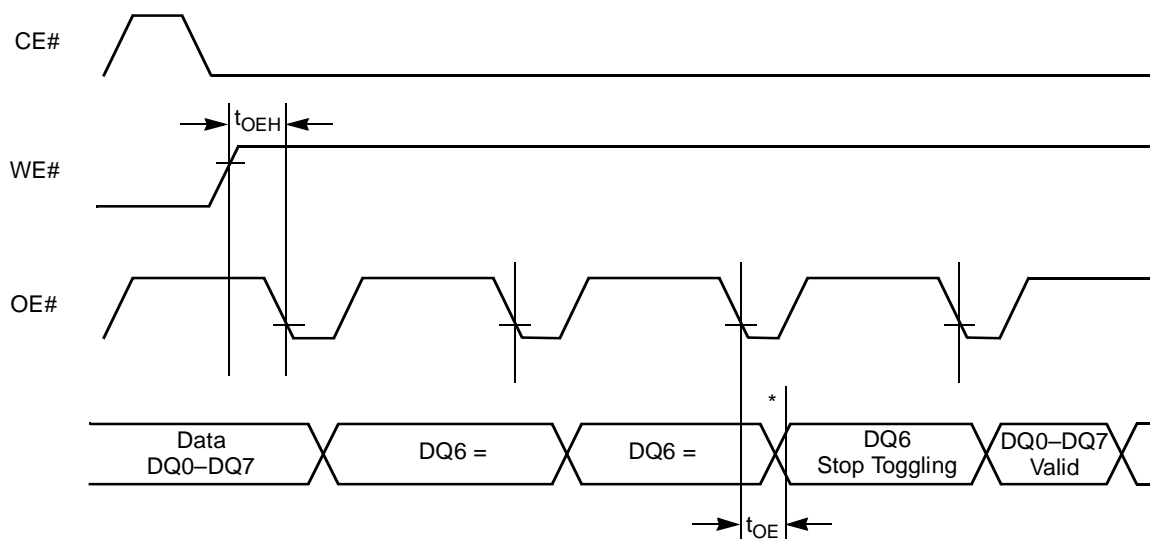 CE#
tOEH
WE#
OE#
*
Data
DQ0–DQ7
DQ6 =
DQ6 =
DQ6
Stop Toggling
DQ0–DQ7
Valid
tOE